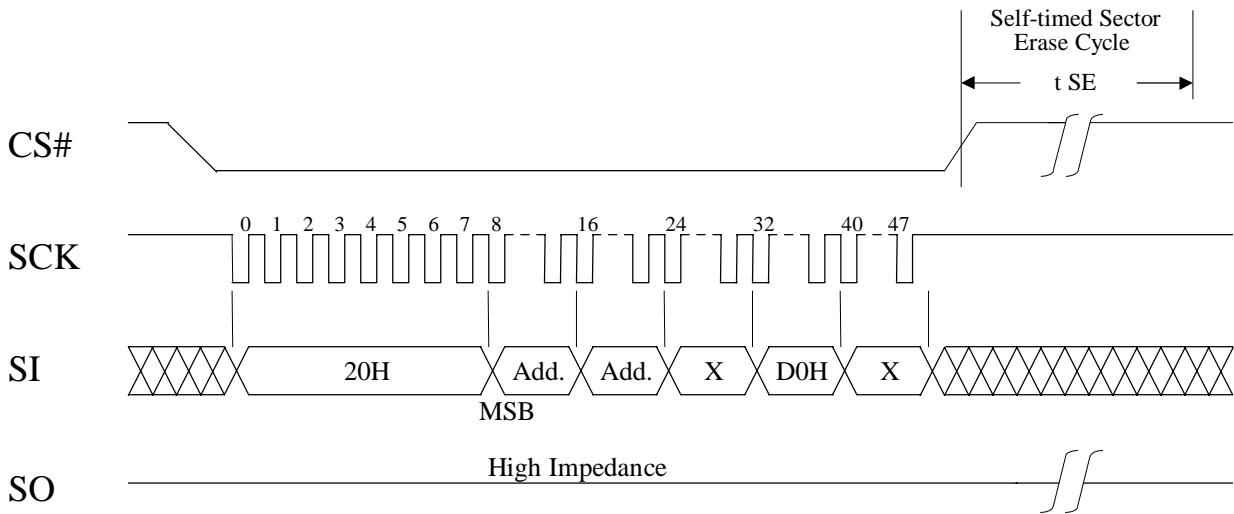 Self-timed Sector
Erase Cycle
t SE
CS#
0 1 2 3 4 5 6 7 8 16 24 32 40 47
SCK
SI
20H Add. Add. X D0H X
MSB
High Impedance
SO